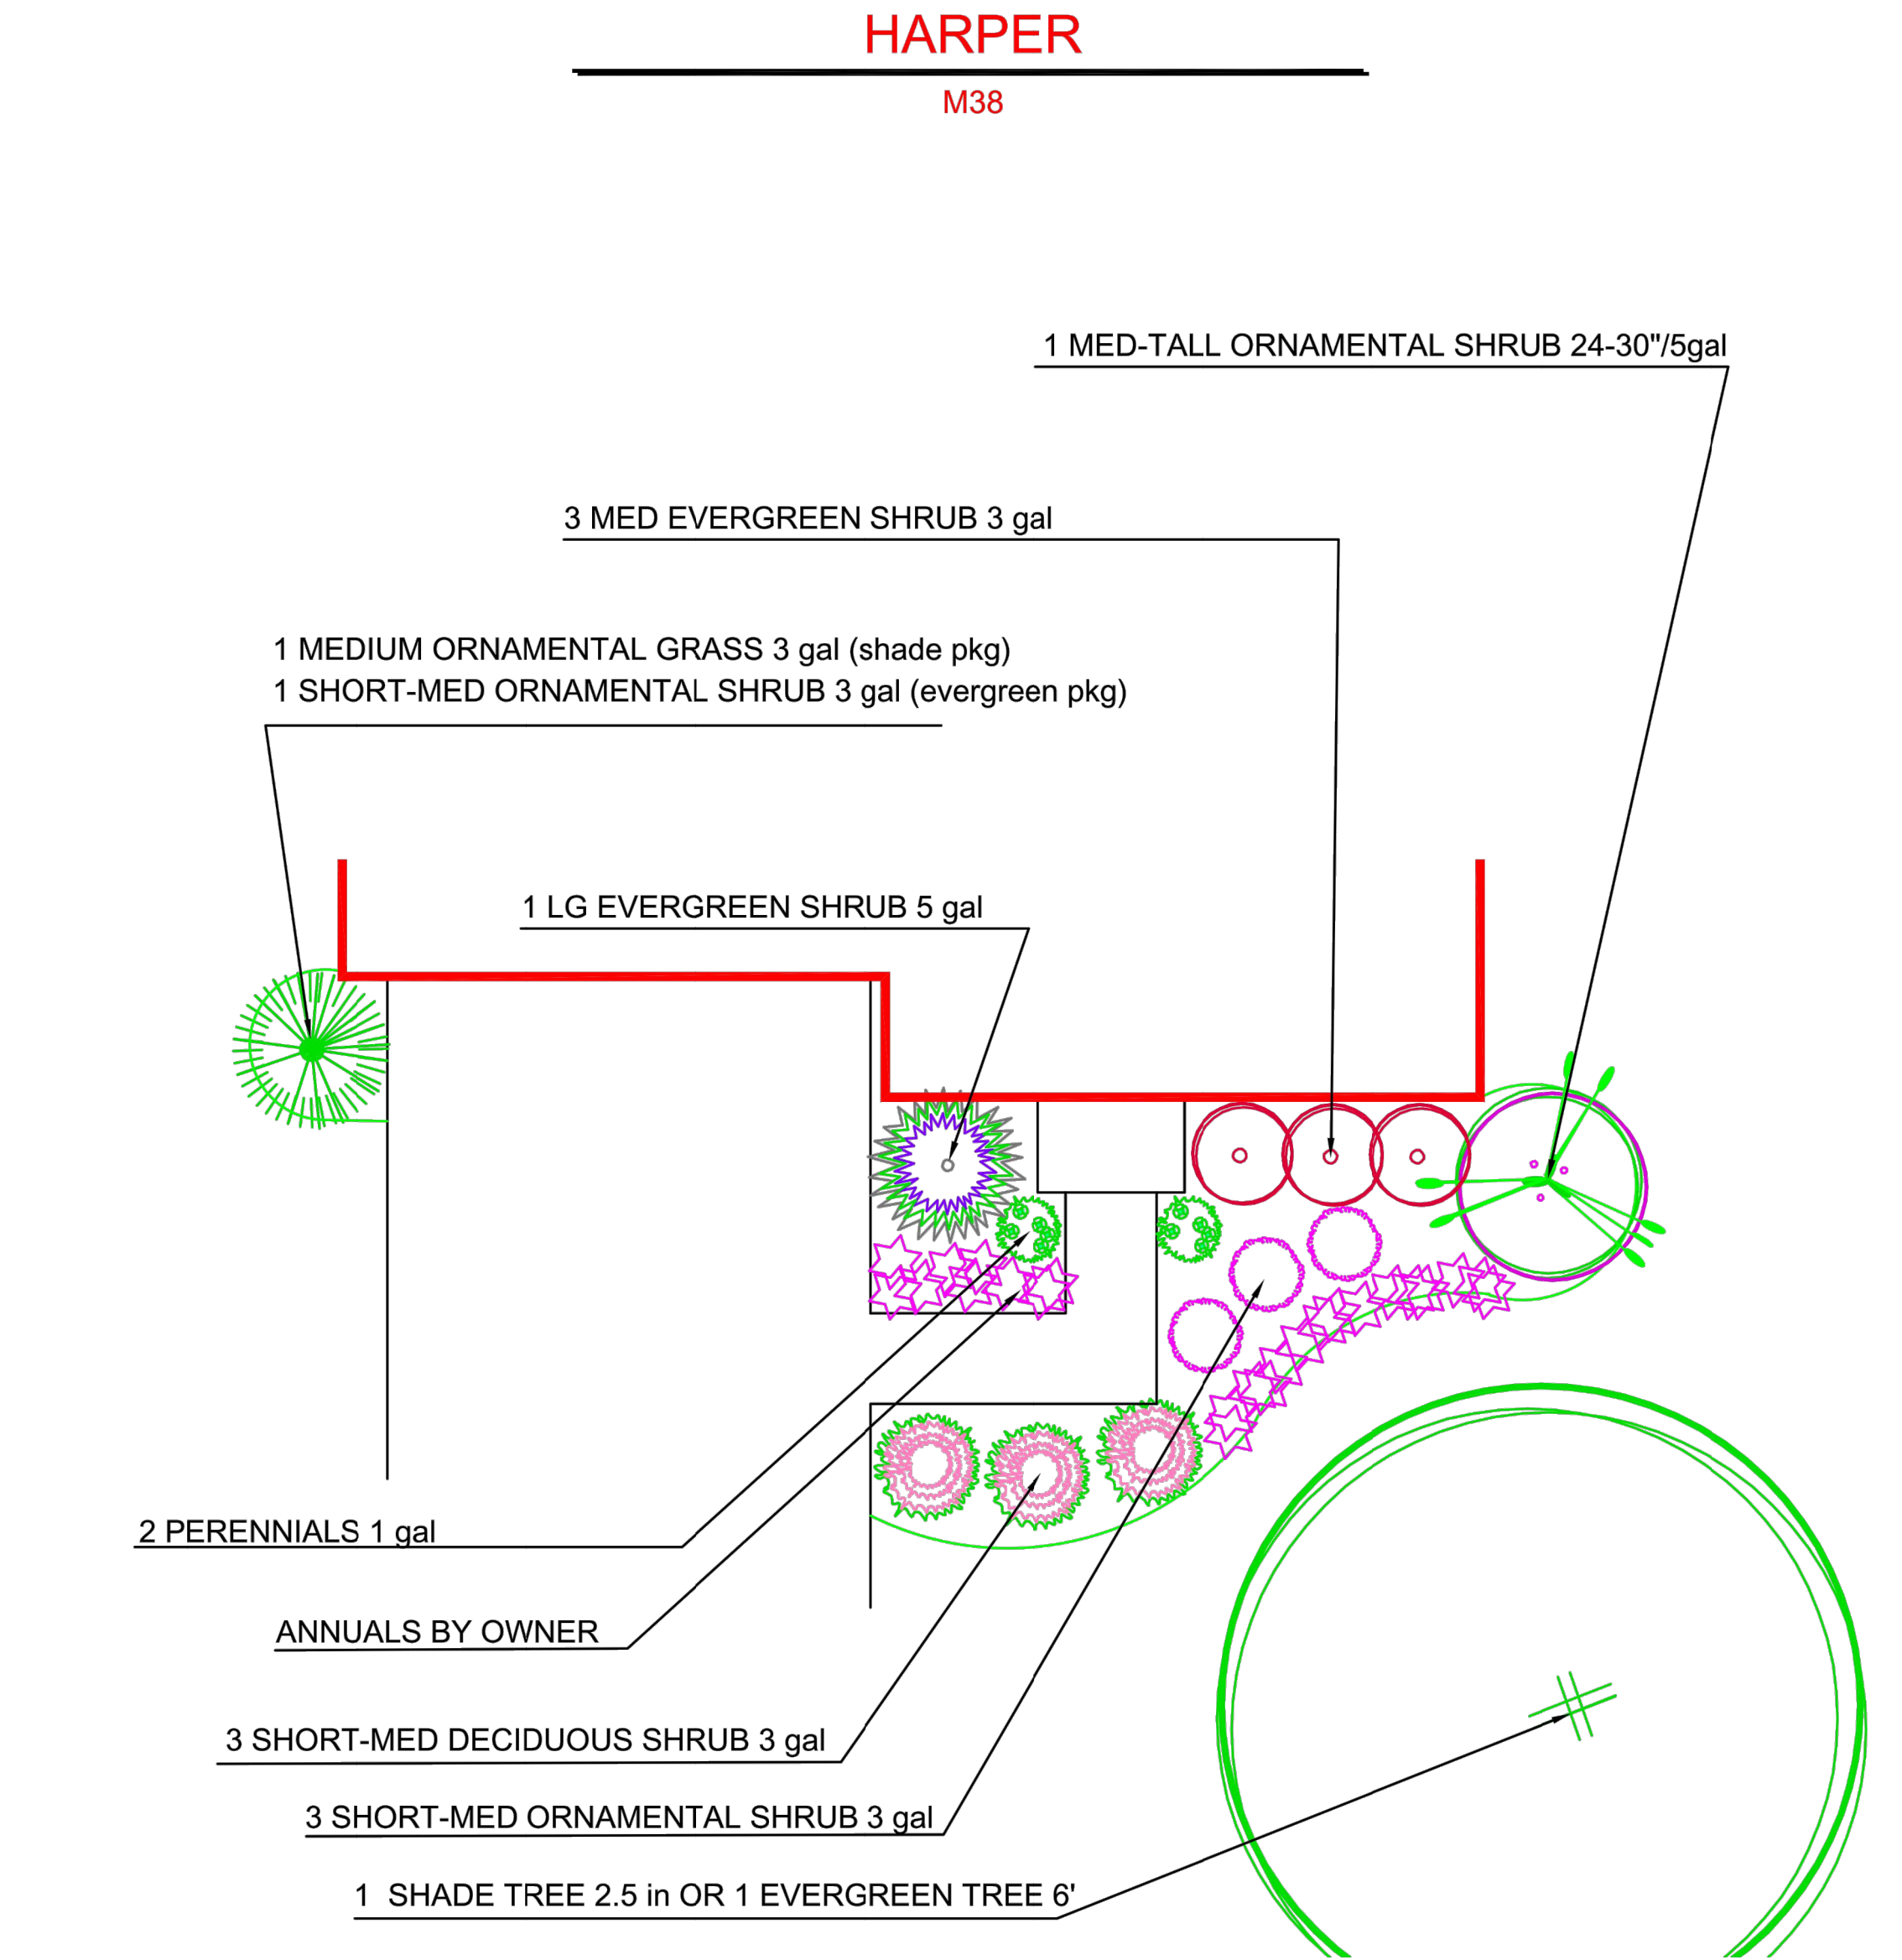 HARPER
M38
1 MED-TALL ORNAMENTAL SHRUB 24-30"/5gal
3 MED EVERGREEN SHRUB 3 gal
1 MEDIUM ORNAMENTAL GRASS 3 gal (shade pkg)
1 SHORT-MED ORNAMENTAL SHRUB 3 gal (evergreen pkg)
1 LG EVERGREEN SHRUB 5 gal
2 PERENNIALS 1 gal
ANNUALS BY OWNER
3 SHORT-MED DECIDUOUS SHRUB 3 gal
3 SHORT-MED ORNAMENTAL SHRUB 3 gal
1 SHADE TREE 2.5 in OR 1 EVERGREEN TREE 6'